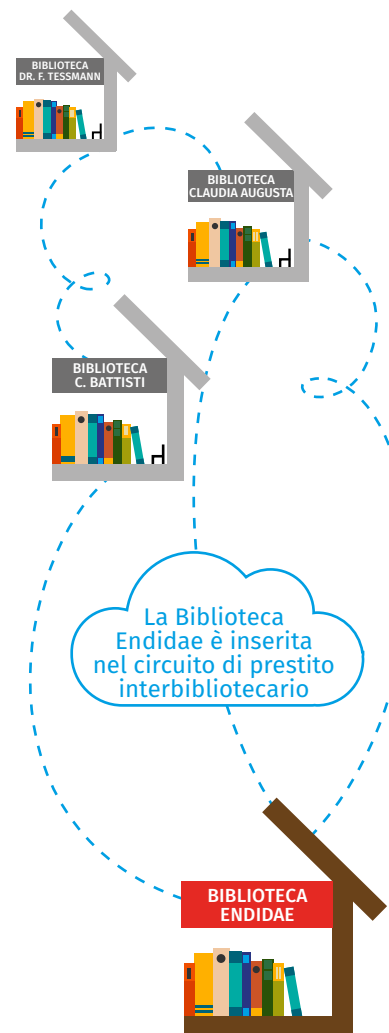 BIBLIOTECA
DR. F. TESSMANN
BIBLIOTECA
CLAUDIA AUGUSTA
BIBLIOTECA
C. BATTISTI
La Biblioteca
Endidae è inserita
nel circuito di prestito
interbibliotecario
BIBLIOTECA
ENDIDAE